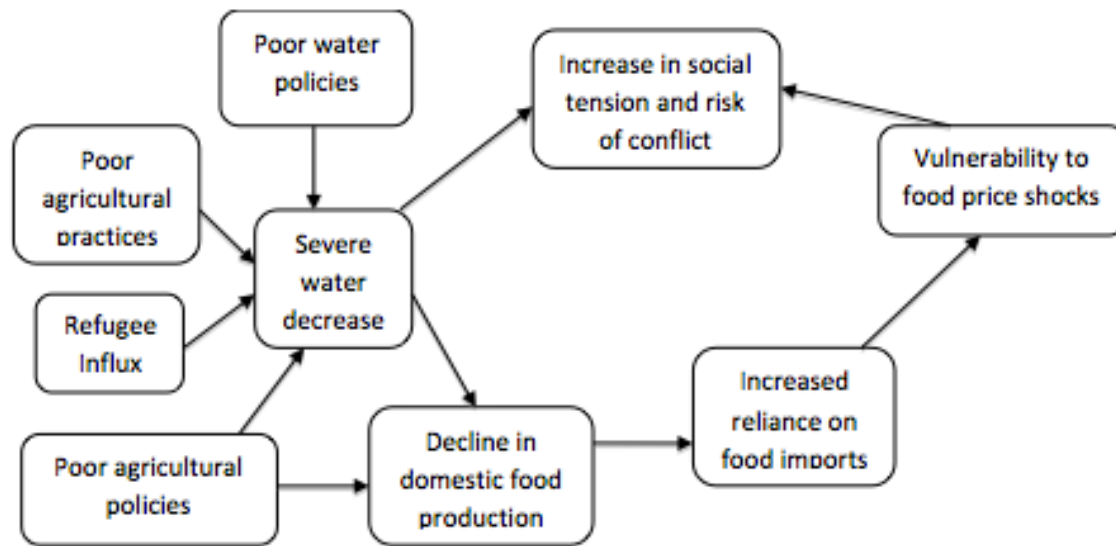 Poor water
policies
Increase in social
tension and risk
of conflict
Poor
agricultural
practices
Vulnerability to
food price shocks
Severe
water
decrease
Refugee
Influx
Increased
reliance on
food imports
Poor agricultural
policies
Decline in
domestic food
production